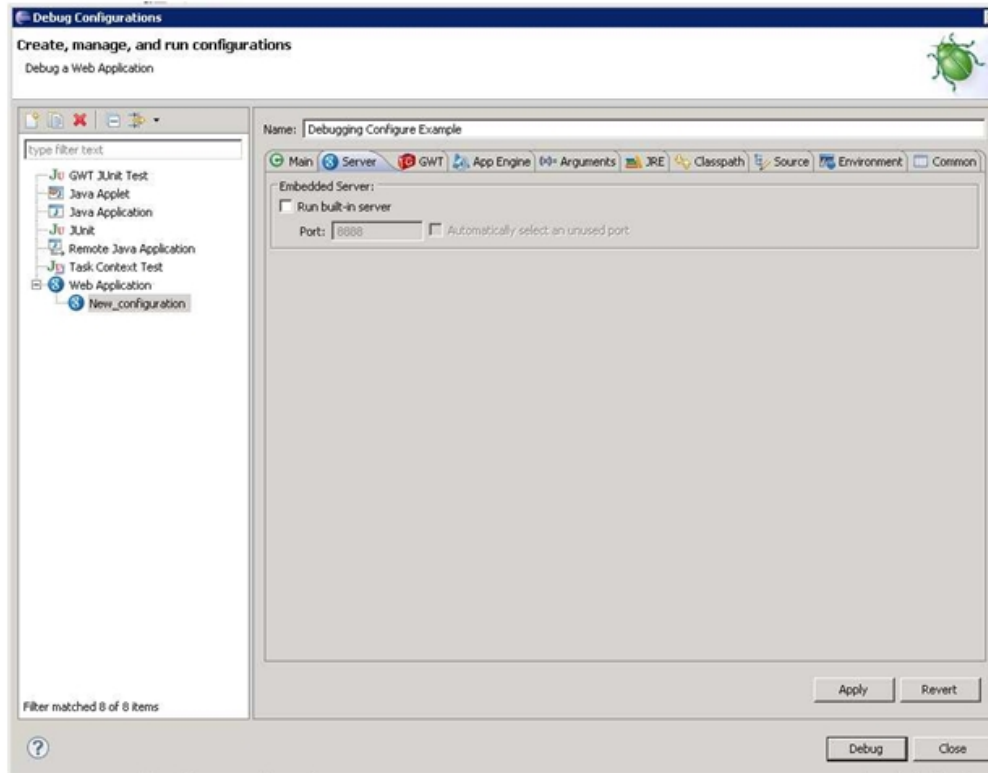 Debug Configurations
Create, manage, and run configurations
Debug a Web Application
type filter text
Ju GWT JUnit Test
Java Applet
Java Application
Ju JUnit
Remote Java Application
Task Context Test
Web Application
New_configuration
Filter matched 8 of 8 items
Name: Debugging Configure Example
Main Server GWT App Engine (x)= Arguments JRE Classpath Source Environment Common
Embedded Server:
Run built-in server
Port: 8888 Automatically select an unused port
Apply Revert
? Debug Close